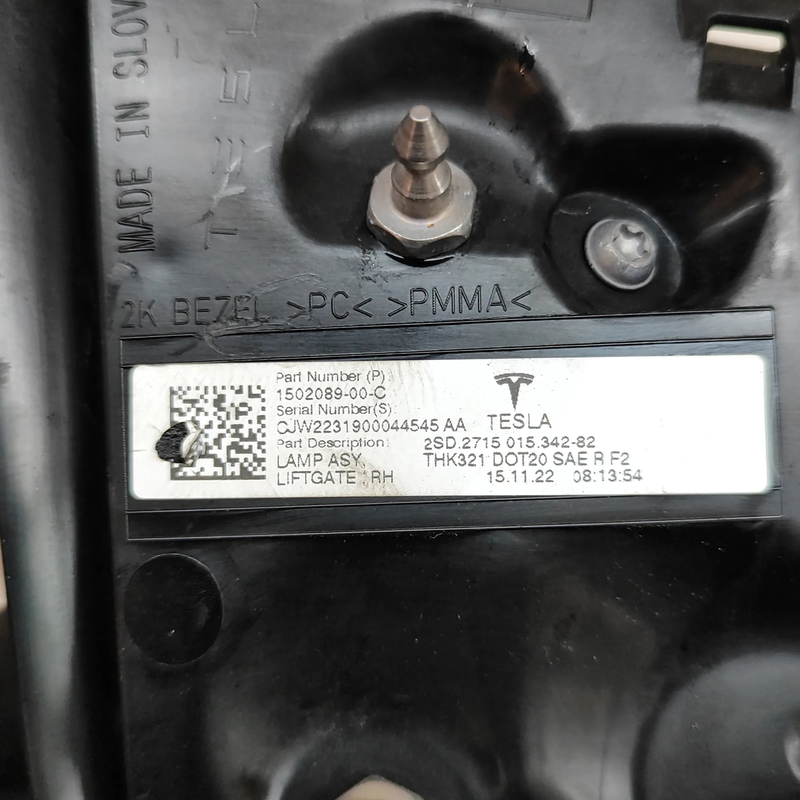 MADE IN SLOV
TESL
2K BEZEL >PC< >PMMA<
Part Number (P)
1502089-00-C
Serial Number(S):
CJW2231900044545 AA
Part Description:
LAMP ASY,
LIFTGATE ,RH
TESLA
2SD.2715 015.342-82
THK321 DOT20 SAE R F2
15.11.22 08:13:54